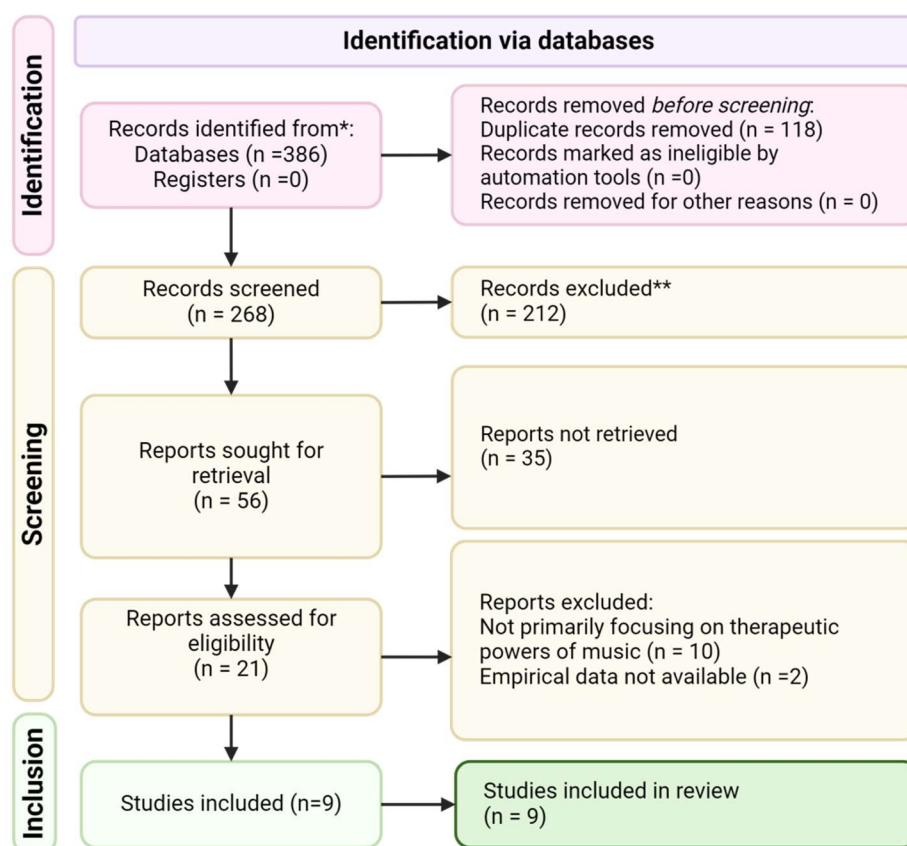 Identification via databases
Identification
Records identified from*:
Databases (n =386)
Registers (n =0)
Records removed before screening:
Duplicate records removed (n = 118)
Records marked as ineligible by
automation tools (n =0)
Records removed for other reasons (n = 0)
Screening
Records screened
(n = 268)
Records excluded**
(n = 212)
Reports sought for
retrieval
(n = 56)
Reports not retrieved
(n = 35)
Reports assessed for
eligibility
(n = 21)
Reports excluded:
Not primarily focusing on therapeutic
powers of music (n = 10)
Empirical data not available (n =2)
Inclusion
Studies included (n=9)
Studies included in review
(n = 9)